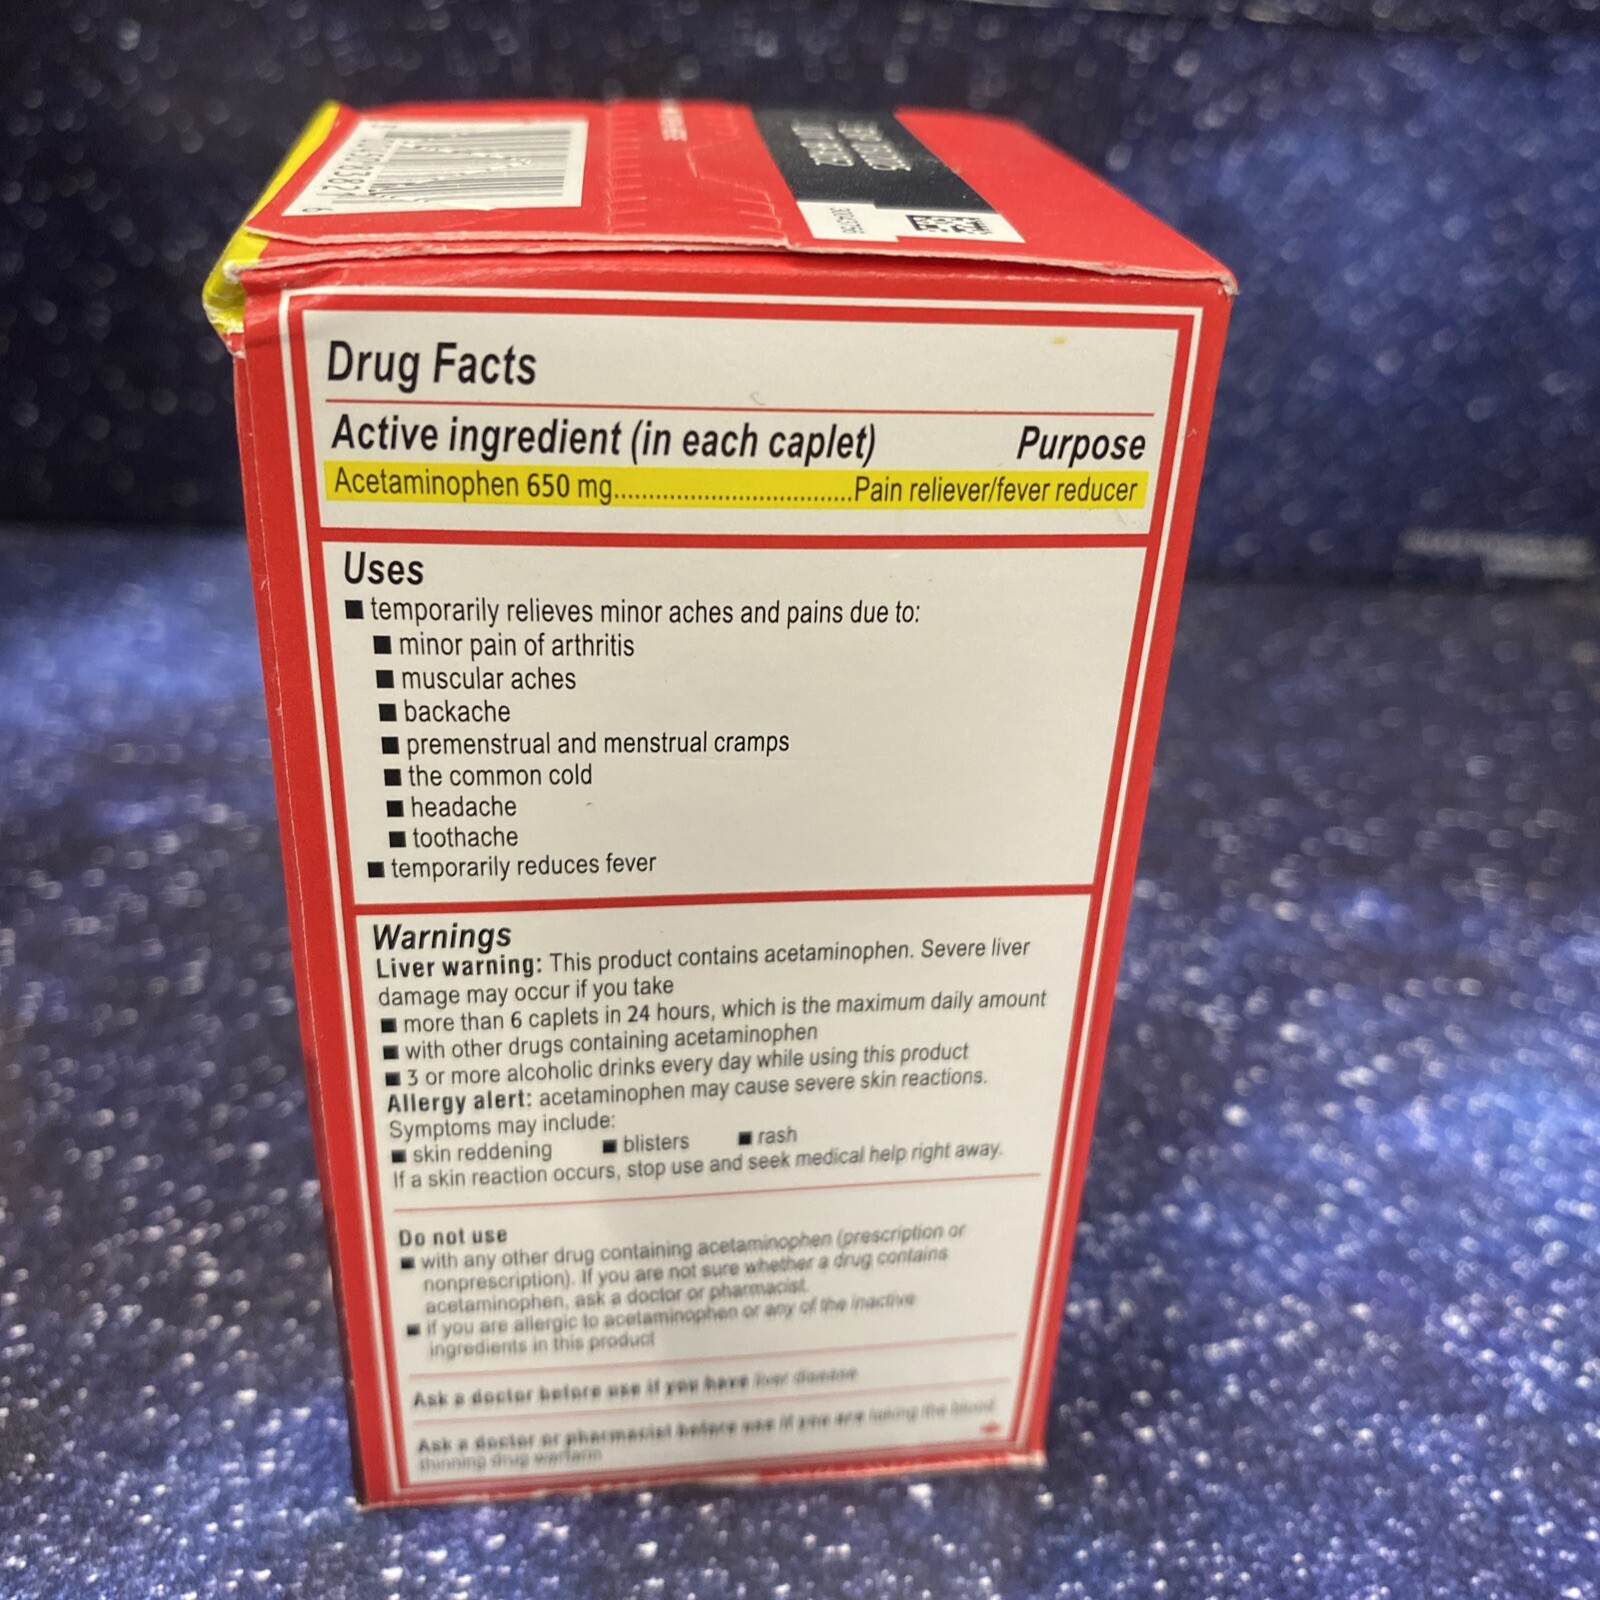 Drug Facts
Active ingredient (in each caplet) Purpose
Acetaminophen 650 mg..................................Pain reliever/fever reducer
Uses
■ temporarily relieves minor aches and pains due to:
■ minor pain of arthritis
■ muscular aches
■ backache
■ premenstrual and menstrual cramps
■ the common cold
■ headache
■ toothache
■ temporarily reduces fever
Warnings
Liver warning: This product contains acetaminophen. Severe liver
damage may occur if you take
■ more than 6 caplets in 24 hours, which is the maximum daily amount
■ with other drugs containing acetaminophen
■ 3 or more alcoholic drinks every day while using this product
Allergy alert: acetaminophen may cause severe skin reactions.
Symptoms may include:
■ skin reddening ■ blisters ■ rash
If a skin reaction occurs, stop use and seek medical help right away.
Do not use
■ with any other drug containing acetaminophen (prescription or
nonprescription). If you are not sure whether a drug contains
acetaminophen, ask a doctor or pharmacist.
■ if you are allergic to acetaminophen or any of the inactive
ingredients in this product
Ask a doctor before use if you have liver disease
Ask a doctor or pharmacist before use if you are taking the blood
thinning drug warfarin